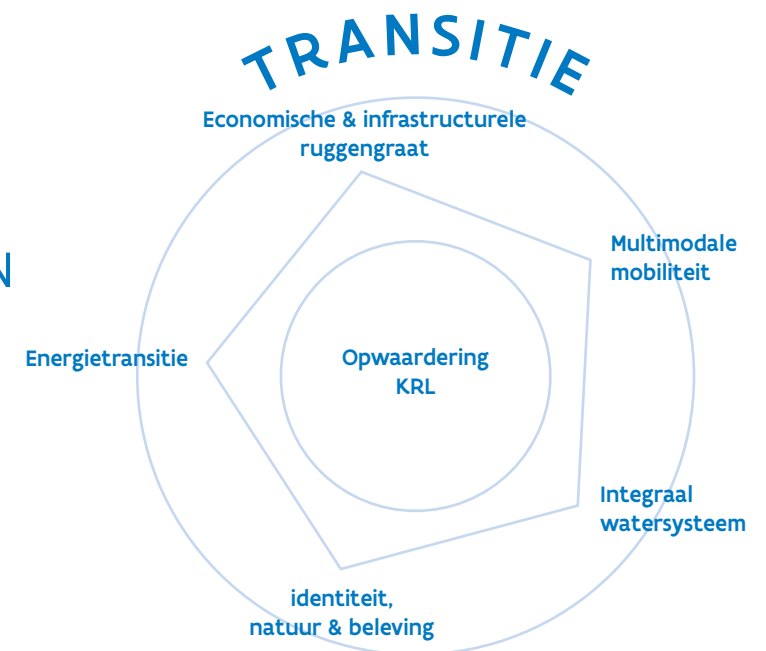 TRANSITIE
Economische & infrastructurele
ruggengraat
Multimodale
mobiliteit
N
Energietransitie
Opwaardering
KRL
Integraal
watersysteem
identiteit,
natuur & beleving